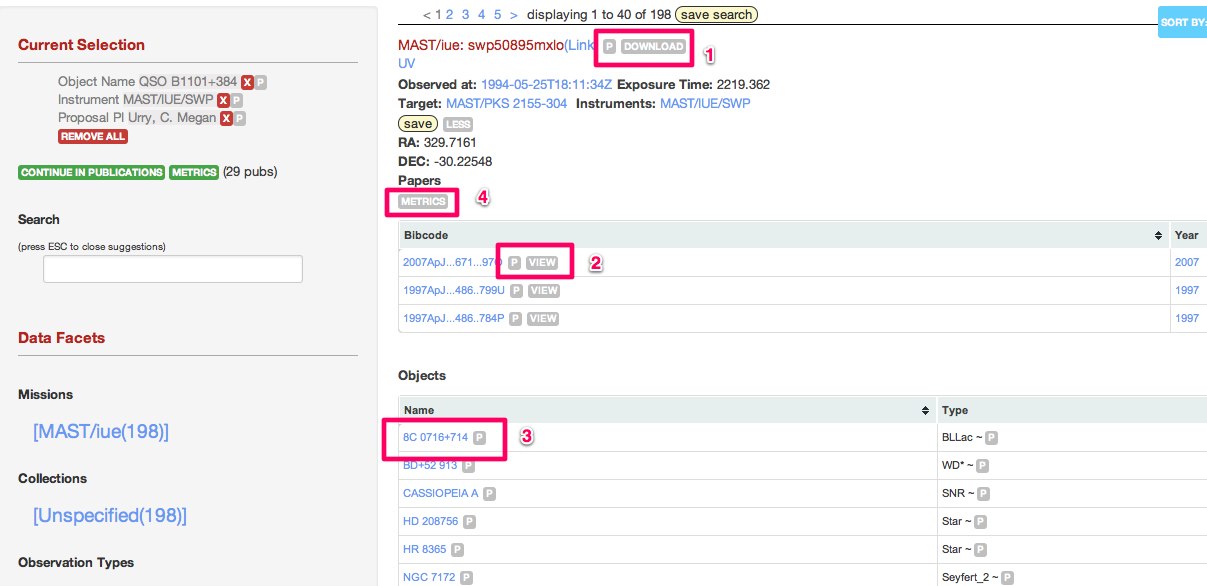 Current Selection
Object Name QSO B1101+384 X P
Instrument MAST/IUE/SWP X P
Proposal PI Urry, C. Megan X P
REMOVE ALL
CONTINUE IN PUBLICATIONS METRICS (29 pubs)
Search
(press ESC to close suggestions)
Data Facets
Missions
[MAST/iue(198)]
Collections
[Unspecified(198)]
Observation Types
< 1 2 3 4 5 > displaying 1 to 40 of 198 save search
SORT BY:
MAST/iue: swp50895mxlo(Link P DOWNLOAD 1
UV
Observed at: 1994-05-25T18:11:34Z Exposure Time: 2219.362
Target: MAST/PKS 2155-304 Instruments: MAST/IUE/SWP
save LESS
RA: 329.7161
DEC: -30.22548
Papers
METRICS 4
Bibcode Year
2007ApJ...671...97O P VIEW 2 2007
1997ApJ...486..799U P VIEW 1997
1997ApJ...486..784P P VIEW 1997
Objects
Name Type
8C 0716+714 P 3 BLLac ~ P
BD+52 913 P WD* ~ P
CASSIOPEIA A P SNR ~ P
HD 208756 P Star ~ P
HR 8365 P Star ~ P
NGC 7172 P Seyfert_2 ~ P